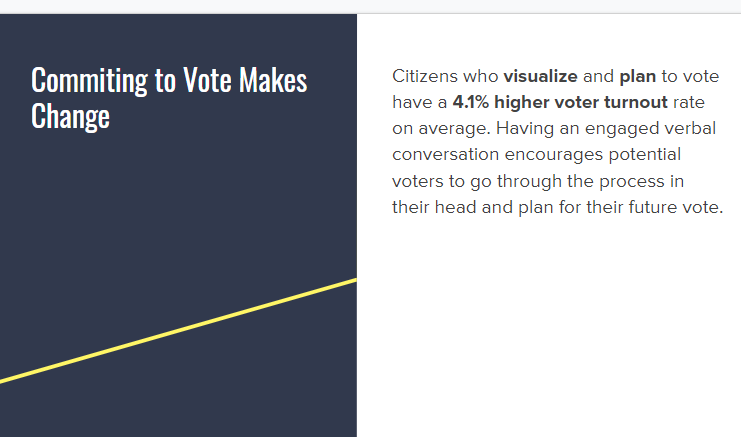 Commiting to Vote Makes
Change
Citizens who visualize and plan to vote
have a 4.1% higher voter turnout rate
on average. Having an engaged verbal
conversation encourages potential
voters to go through the process in
their head and plan for their future vote.